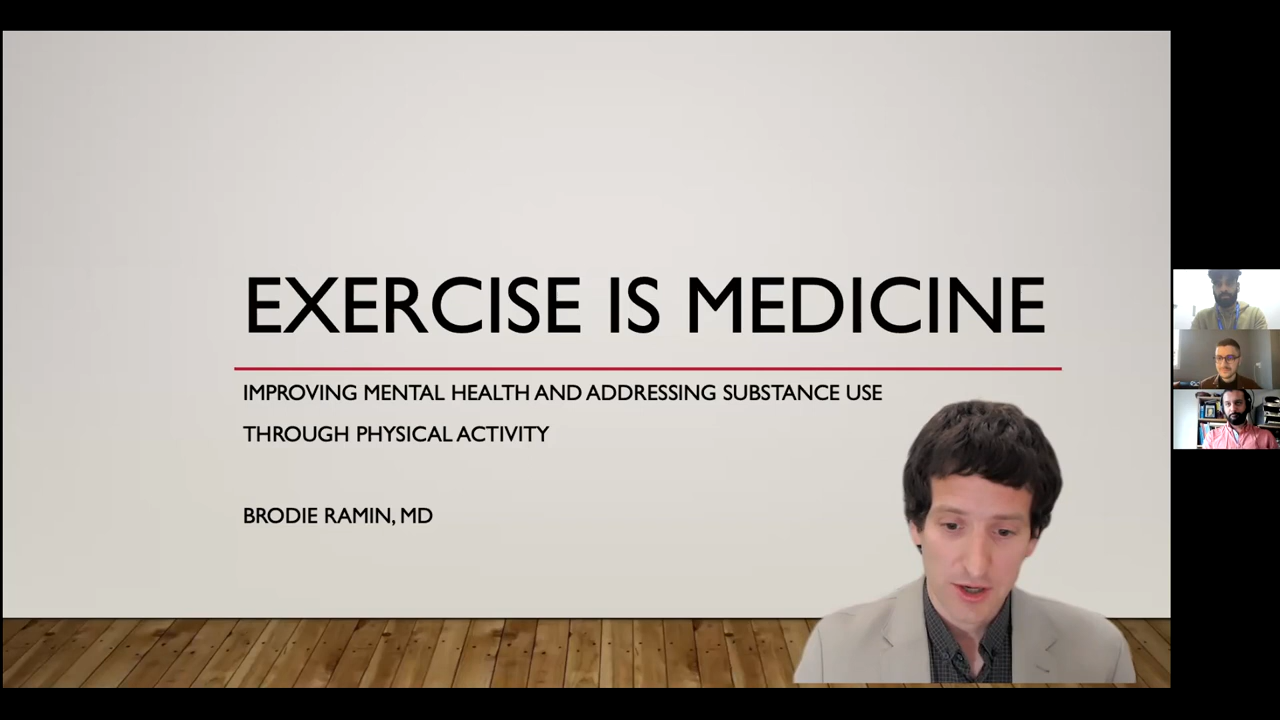 EXERCISE IS MEDICINE
IMPROVING MENTAL HEALTH AND ADDRESSING SUBSTANCE USE
THROUGH PHYSICAL ACTIVITY
BRODIE RAMIN, MD